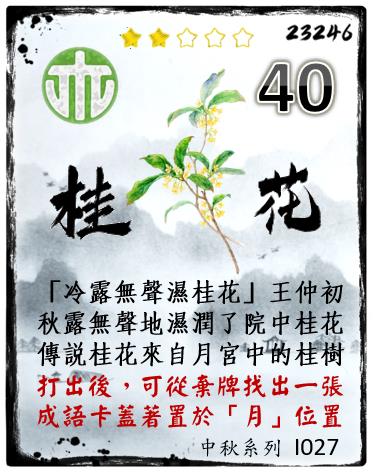 23246
木
40
桂花
「冷露無聲濕桂花」王仲初
秋露無聲地濕潤了院中桂花
傳說桂花來自月宮中的桂樹
打出後，可從棄牌找出一張
成語卡蓋著置於「月」位置
中秋系列 I027